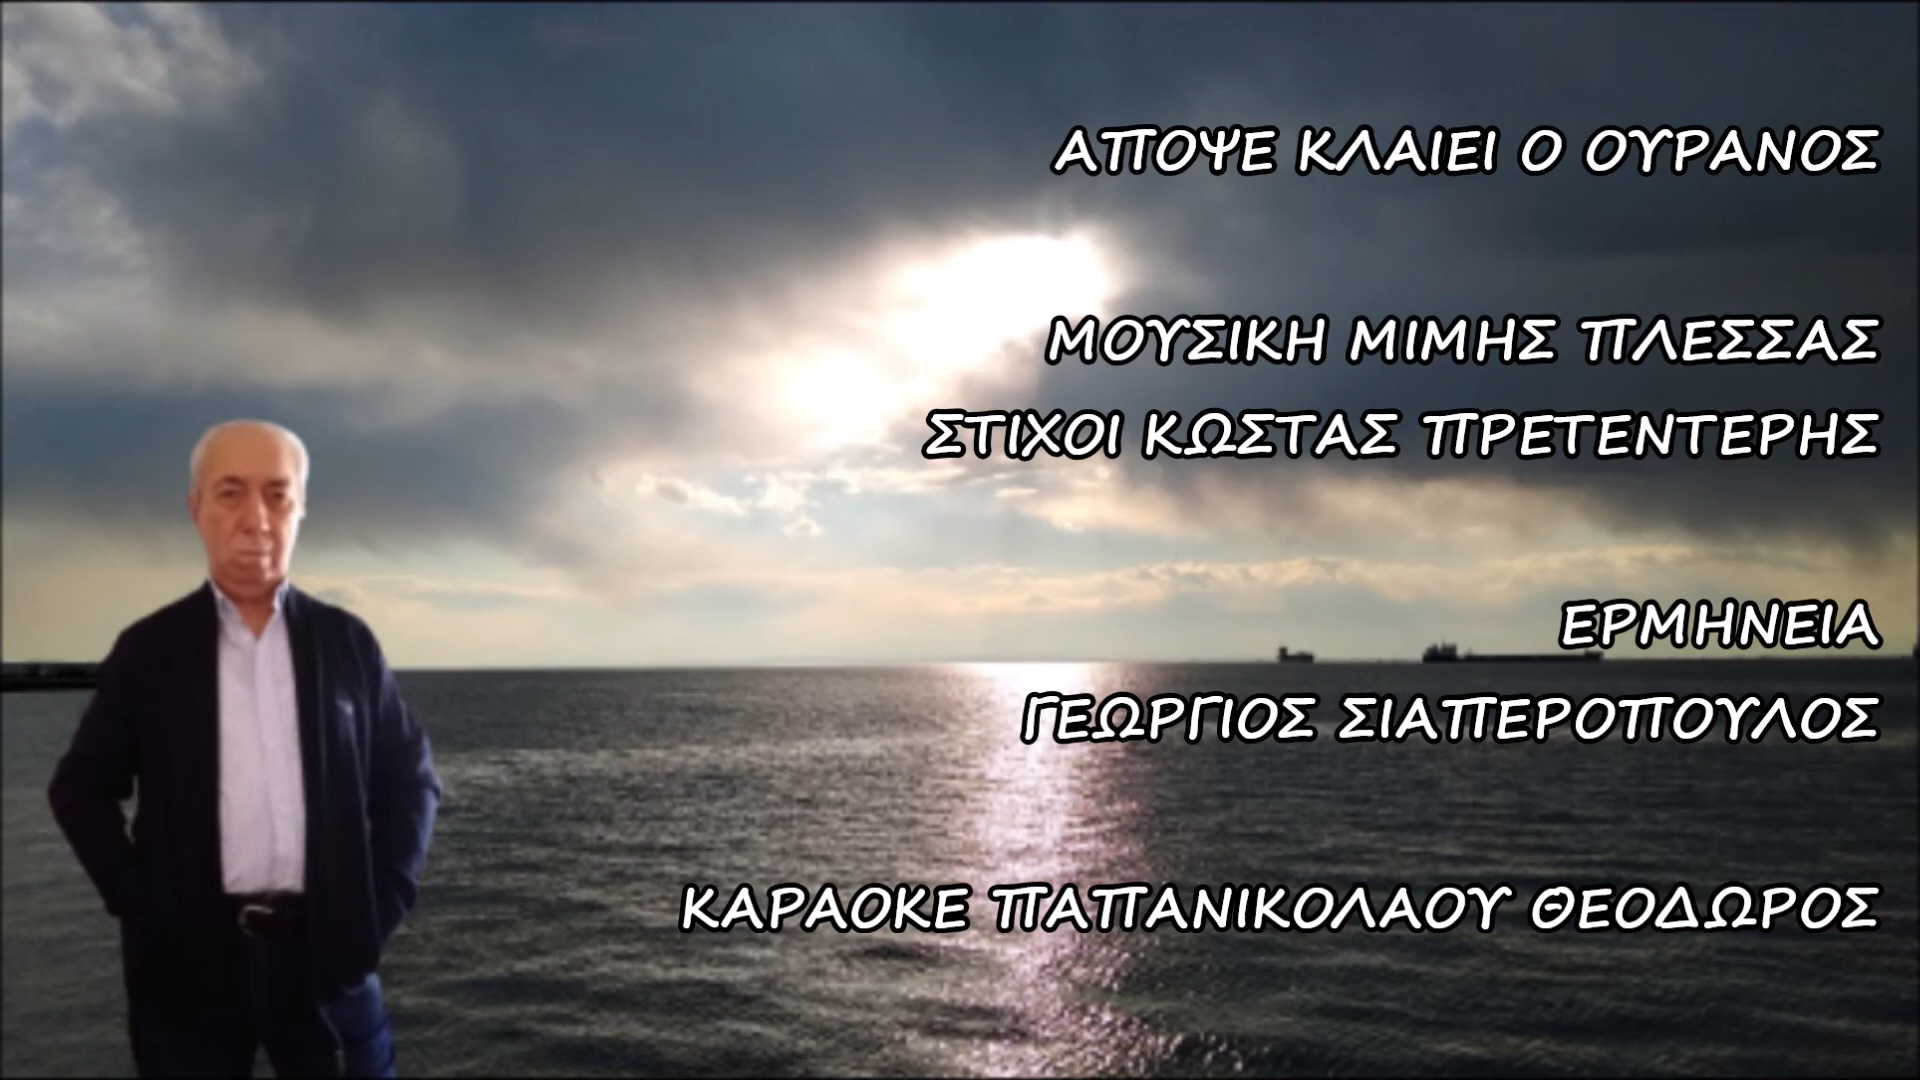 ΑΠΟΨΕ ΚΛΑΙΕΙ Ο ΟΥΡΑΝΟΣ
ΜΟΥΣΙΚΗ ΜΙΜΗΣ ΠΛΕΣΣΑΣ
ΣΤΙΧΟΙ ΚΩΣΤΑΣ ΠΡΕΤΕΝΤΕΡΗΣ
ΕΡΜΗΝΕΙΑ
ΓΕΩΡΓΙΟΣ ΣΙΑΠΕΡΟΠΟΥΛΟΣ
ΚΑΡΑΟΚΕ ΠΑΠΑΝΙΚΟΛΑΟΥ ΘΕΟΔΩΡΟΣ